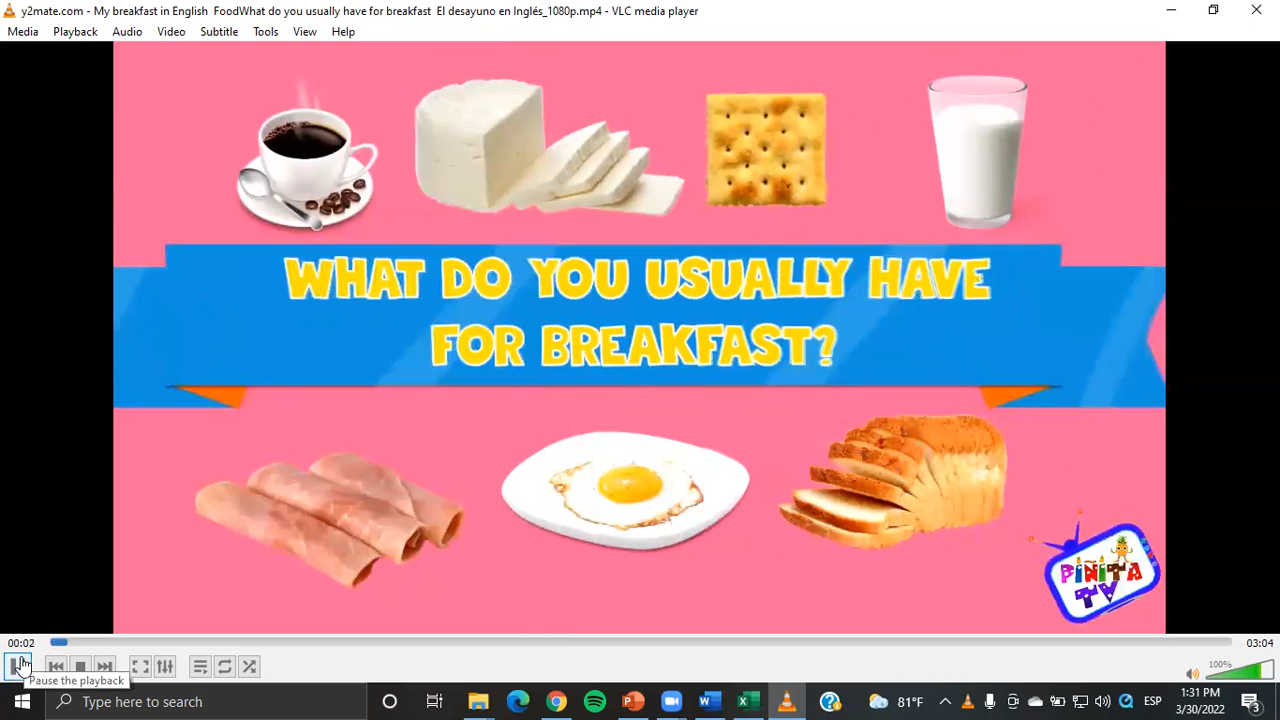 y2mate.com - My breakfast in English  FoodWhat do you usually have for breakfast  El desayuno en Inglés_1080p.mp4 - VLC media player
Media Playback Audio Video Subtitle Tools View Help
WHAT DO YOU USUALLY HAVE
FOR BREAKFAST?
PIÑITA
TV
00:02
03:04
Pause the playback
100%
Type here to search
81°F
ESP
1:31 PM
3/30/2022
3